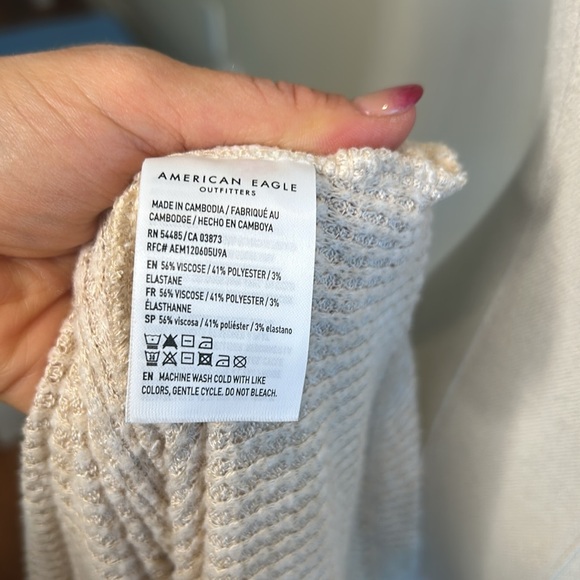 AMERICAN EAGLE
OUTFITTERS
MADE IN CAMBODIA / FABRIQUÉ AU
CAMBODGE / HECHO EN CAMBOYA
RN 54485/CA 03873
RFC# AEM120605U9A
EN 56% VISCOSE / 41% POLYESTER / 3%
ELASTANE
FR 56% VISCOSE / 41% POLYESTER / 3%
ÉLASTHANNE
SP 56% viscosa / 41% poliéster / 3% elastano
EN MACHINE WASH COLD WITH LIKE
COLORS, GENTLE CYCLE. DO NOT BLEACH.